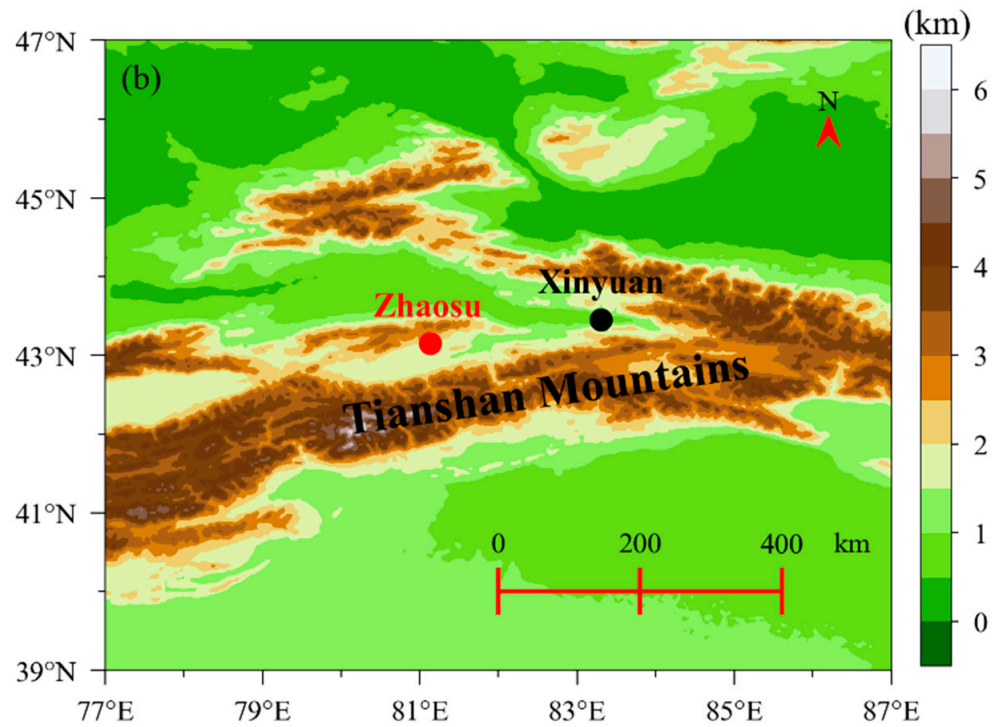 (km)
47°N
(b)
N
6
45°N
5
4
Xinyuan
Zhaosu
43°N
3
Tianshan Mountains
2
41°N
0 200 400 km
1
0
39°N
77°E 79°E 81°E 83°E 85°E 87°E